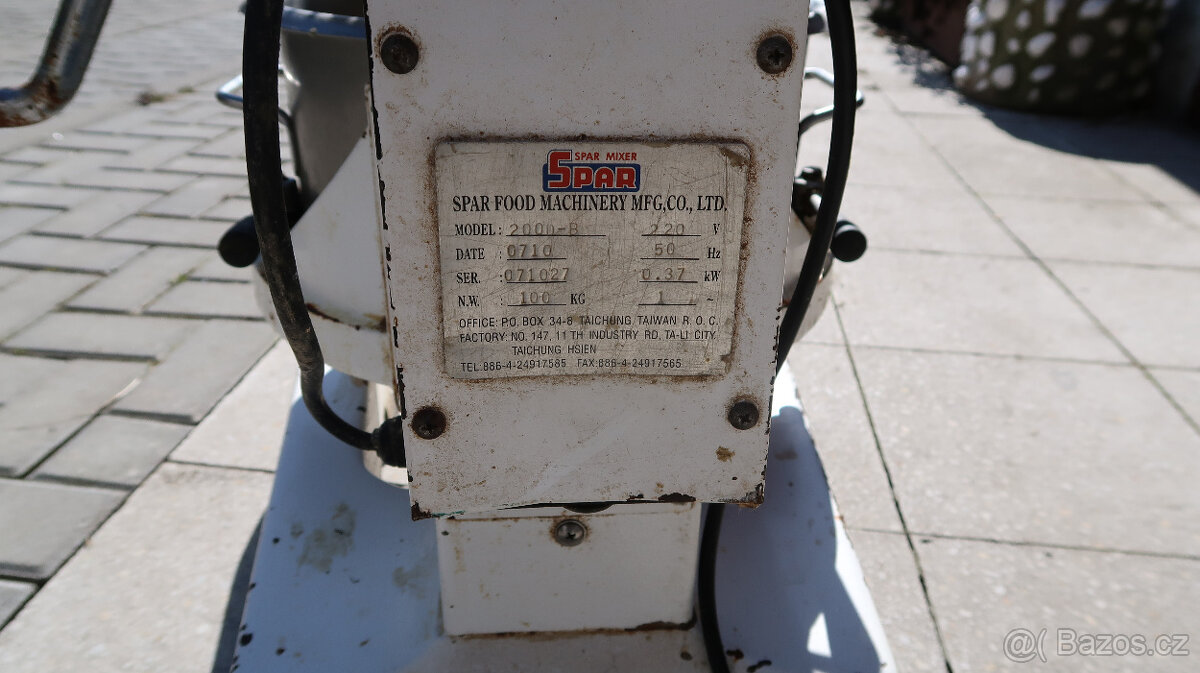 SPAR MIXER
SPAR
SPAR FOOD MACHINERY MFG,CO., LTD.
MODEL: 200D-B 220 V
DATE : 0710 50 Hz
SER. :071027 0.37 kW
N.W. : 100 KG 1 ~
OFFICE: P.O. BOX 34-8 TAICHUNG, TAIWAN R. O. C.
FACTORY: NO. 147, 11 TH INDUSTRY RD, TA-LI CITY,
TAICHUNG HSIEN
TEL:886-4-24917565 FAX:886-4-24917565
@( Bazos.cz